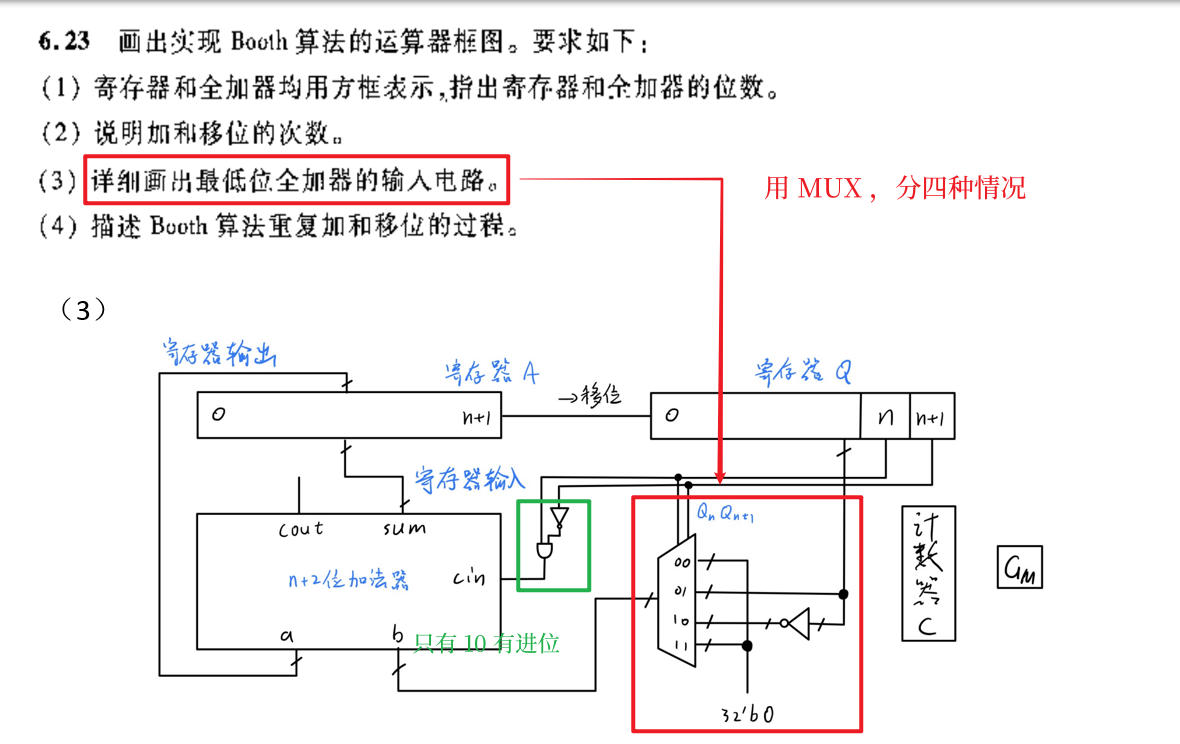 6.23 画出实现 Booth 算法的运算器框图。要求如下：
(1) 寄存器和全加器均用方框表示,指出寄存器和全加器的位数。
(2) 说明加和移位的次数。
(3) 详细画出最低位全加器的输入电路。
用 MUX，分四种情况
(4) 描述 Booth 算法重复加和移位的过程。
（3）
寄存器输出
寄存器 A
寄存器 Q
0
n+1
→移位
0
n
n+1
寄存器输入
Qn Qn+1
cout
sum
n+2位加法器
cin
a
b
只有 10 有进位
00
01
10
11
32'b0
计数器 C
GM